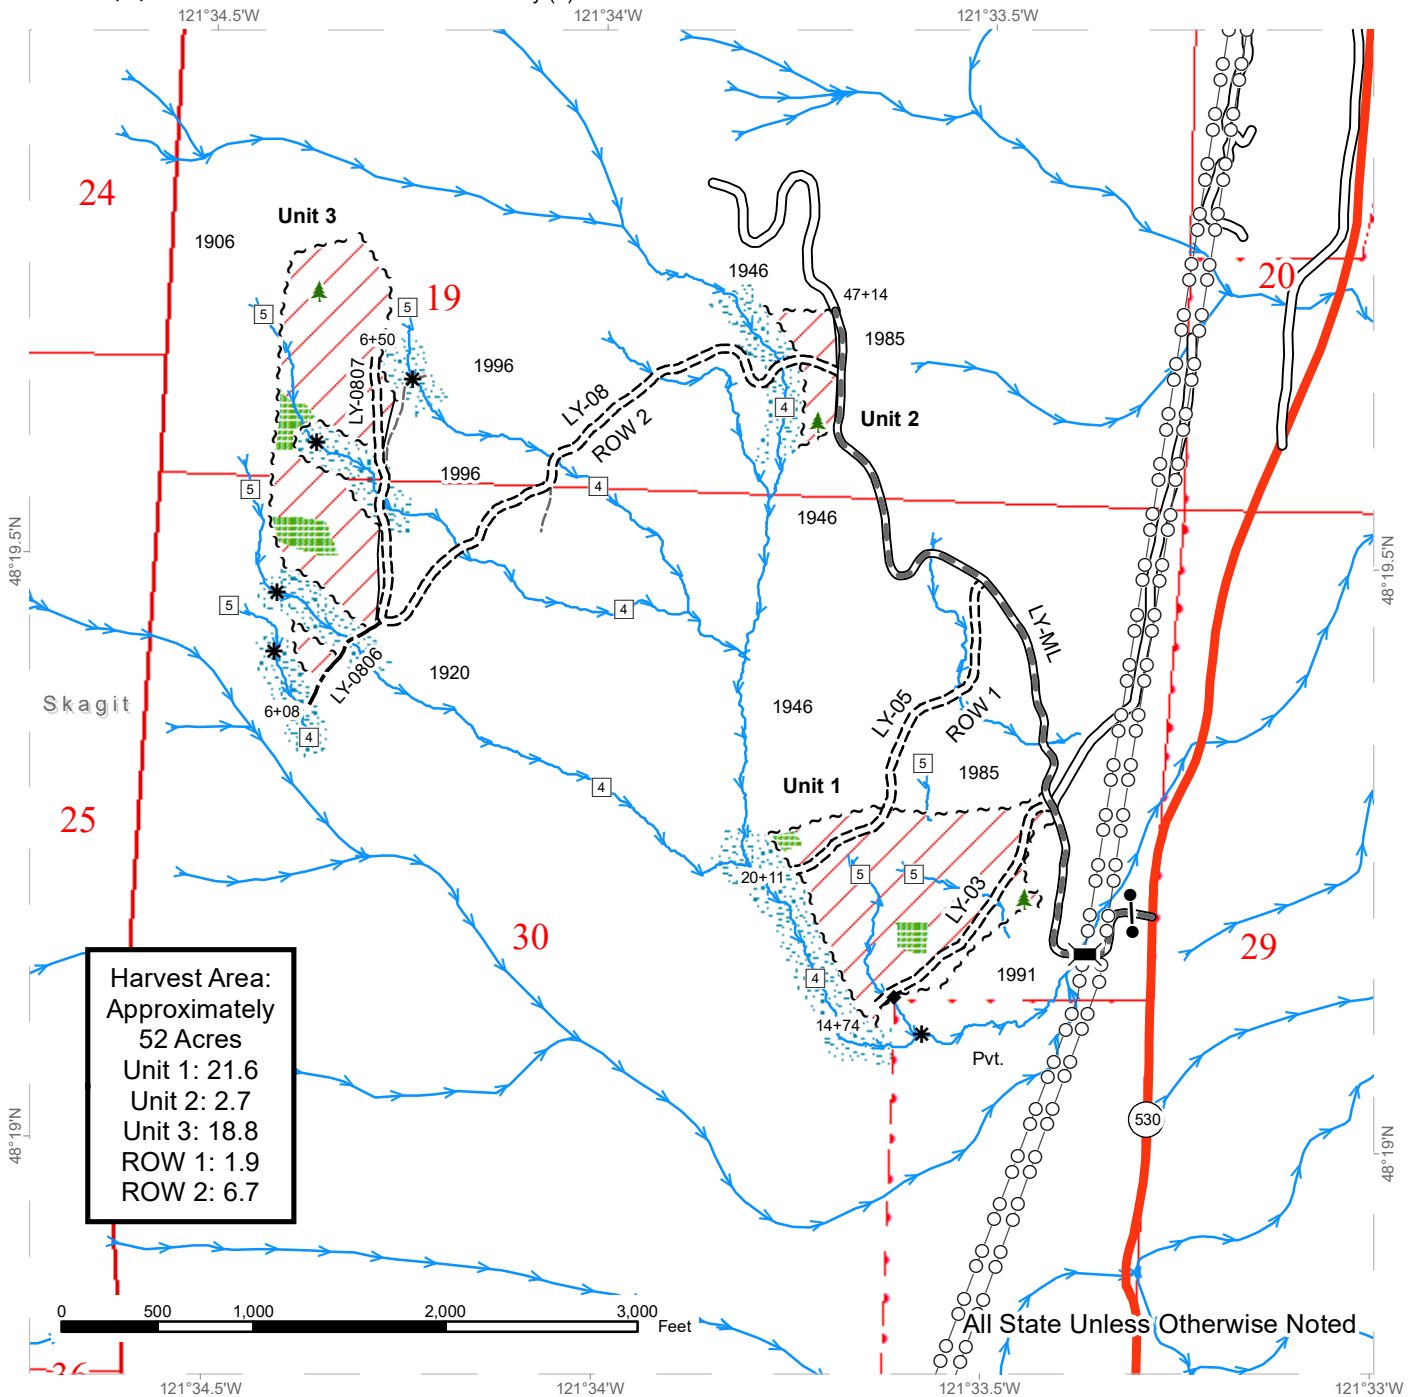 121°34.5'W
121°34'W
121°33.5'W
24
Unit 3
1906
19
20
1946
47+14
5
5
6+50
1985
1996
LY-0807
LY-08
ROW 2
4
Unit 2
1996
5
4
1946
48°19.5'N
48°19.5'N
5
4
LY-ML
LY-0806
1920
Skagit
6+08
4
1946
LY-05
ROW 1
5
1985
Unit 1
4
25
20+11
5
5
LY-03
30
29
4
1991
14+74
Pvt.
Harvest Area:
Approximately
52 Acres
Unit 1: 21.6
Unit 2: 2.7
Unit 3: 18.8
ROW 1: 1.9
ROW 2: 6.7
530
48°19'N
48°19'N
0
500
1,000
2,000
3,000
Feet
All State Unless Otherwise Noted
121°34.5'W
121°34'W
121°33.5'W
121°33'W